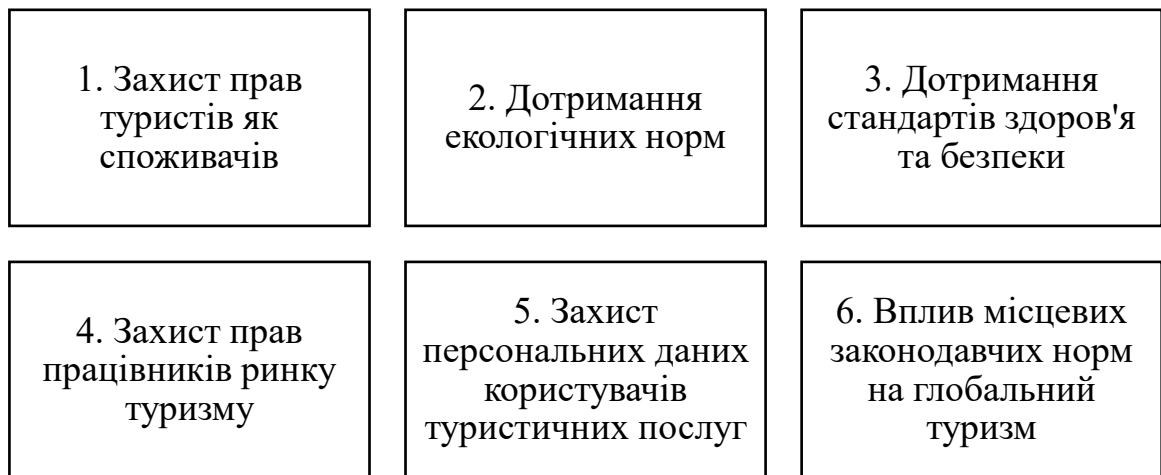 1. Захист прав
туристів як
споживачів
2. Дотримання
екологічних норм
3. Дотримання
стандартів здоров'я
та безпеки
4. Захист прав
працівників ринку
туризму
5. Захист
персональних даних
користувачів
туристичних послуг
6. Вплив місцевих
законодавчих норм
на глобальний
туризм